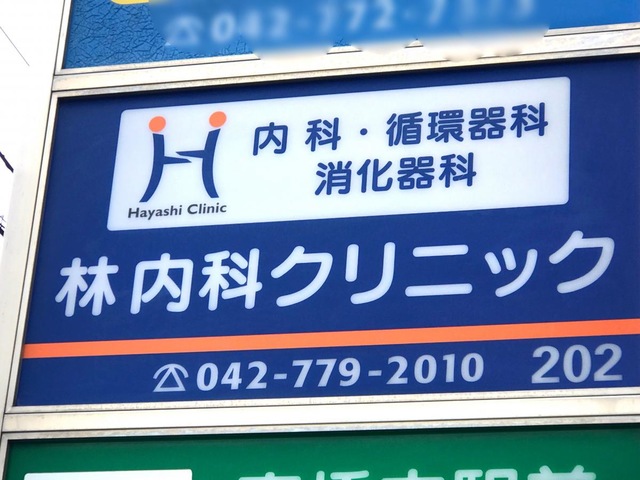 内科・循環器科
消化器科
Hayashi Clinic
林内科クリニック
☎042-779-2010 202